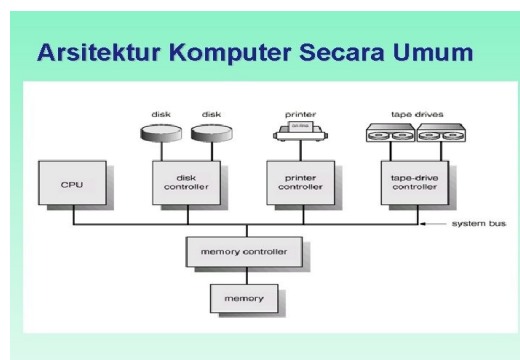 Arsitektur Komputer Secara Umum
disk
disk
printer
tape drives
CPU
disk
controller
printer
controller
tape-drive
controller
system bus
memory controller
memory